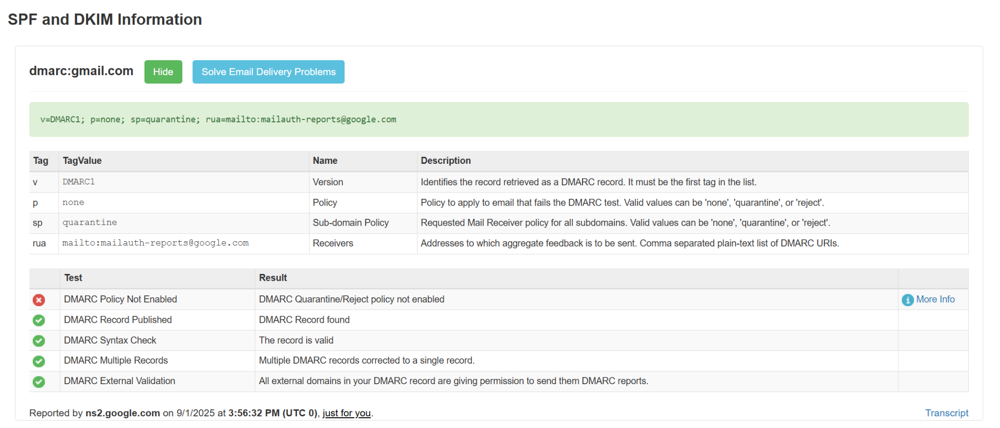 SPF and DKIM Information
dmarc:gmail.com Hide Solve Email Delivery Problems
v=DMARC1; p=none; sp=quarantine; rua=mailto:mailauth-reports@google.com
Tag TagValue Name Description
v DMARC1 Version Identifies the record retrieved as a DMARC record. It must be the first tag in the list.
p none Policy Policy to apply to email that fails the DMARC test. Valid values can be 'none', 'quarantine', or 'reject'.
sp quarantine Sub-domain Policy Requested Mail Receiver policy for all subdomains. Valid values can be 'none', 'quarantine', or 'reject'.
rua mailto:mailauth-reports@google.com Receivers Addresses to which aggregate feedback is to be sent. Comma separated plain-text list of DMARC URIs.
Test Result
DMARC Policy Not Enabled DMARC Quarantine/Reject policy not enabled More Info
DMARC Record Published DMARC Record found
DMARC Syntax Check The record is valid
DMARC Multiple Records Multiple DMARC records corrected to a single record.
DMARC External Validation All external domains in your DMARC record are giving permission to send them DMARC reports.
Reported by ns2.google.com on 9/1/2025 at 3:56:32 PM (UTC 0), just for you. Transcript